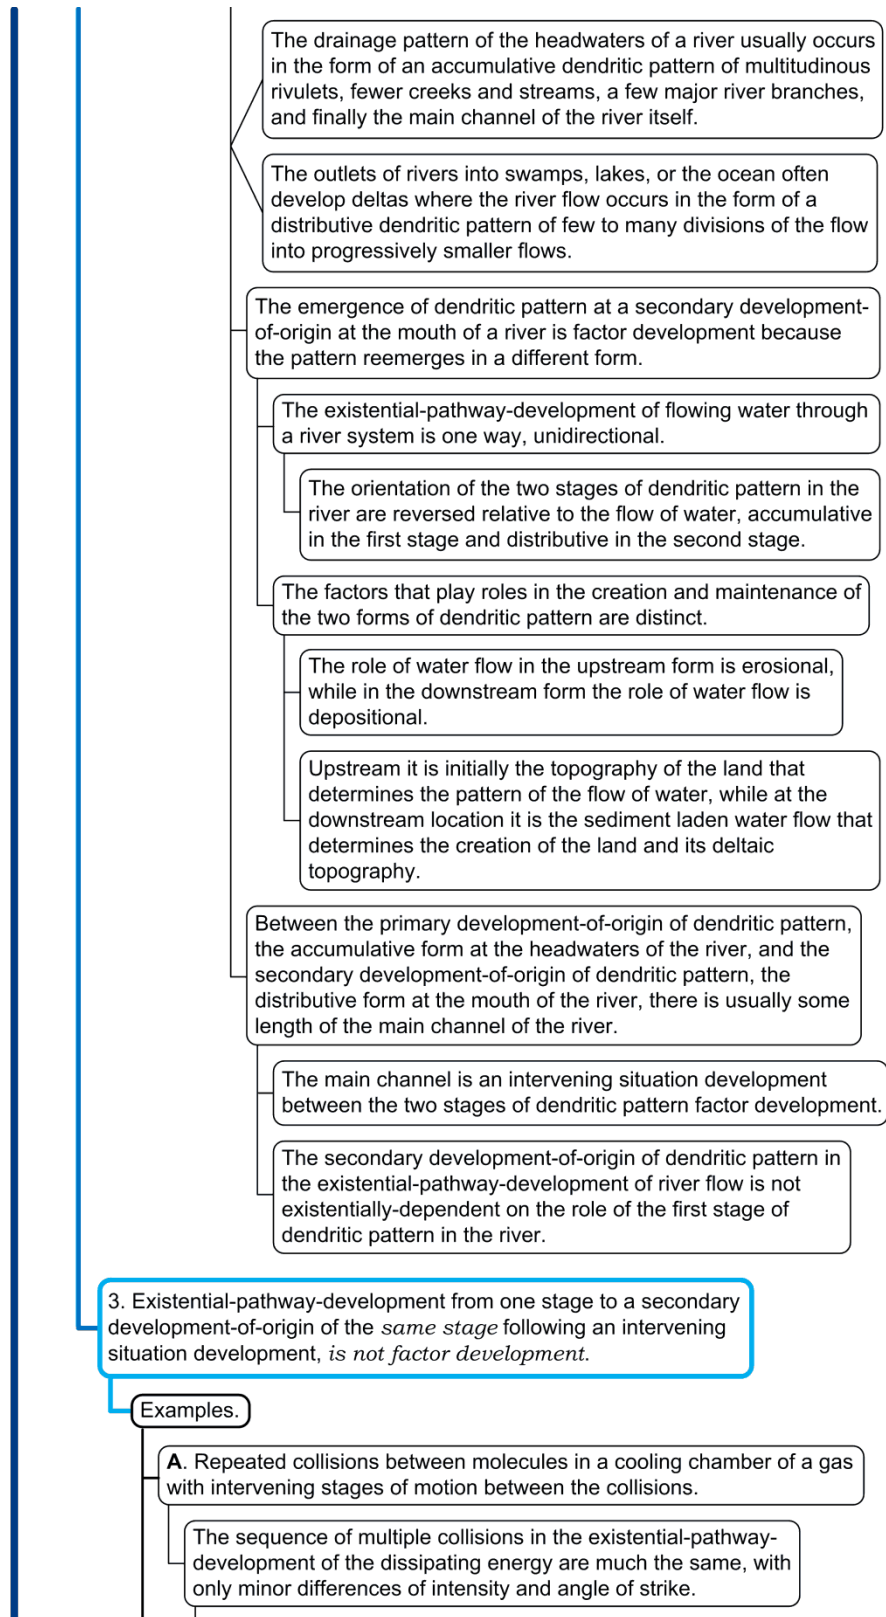 The drainage pattern of the headwaters of a river usually occurs
in the form of an accumulative dendritic pattern of multitudinous
rivulets, fewer creeks and streams, a few major river branches,
and finally the main channel of the river itself.
The outlets of rivers into swamps, lakes, or the ocean often
develop deltas where the river flow occurs in the form of a
distributive dendritic pattern of few to many divisions of the flow
into progressively smaller flows.
The emergence of dendritic pattern at a secondary development-
of-origin at the mouth of a river is factor development because
the pattern reemerges in a different form.
The existential-pathway-development of flowing water through
a river system is one way, unidirectional.
The orientation of the two stages of dendritic pattern in the
river are reversed relative to the flow of water, accumulative
in the first stage and distributive in the second stage.
The factors that play roles in the creation and maintenance of
the two forms of dendritic pattern are distinct.
The role of water flow in the upstream form is erosional,
while in the downstream form the role of water flow is
depositional.
Upstream it is initially the topography of the land that
determines the pattern of the flow of water, while at the
downstream location it is the sediment laden water flow that
determines the creation of the land and its deltaic
topography.
Between the primary development-of-origin of dendritic pattern,
the accumulative form at the headwaters of the river, and the
secondary development-of-origin of dendritic pattern, the
distributive form at the mouth of the river, there is usually some
length of the main channel of the river.
The main channel is an intervening situation development
between the two stages of dendritic pattern factor development.
The secondary development-of-origin of dendritic pattern in
the existential-pathway-development of river flow is not
existentially-dependent on the role of the first stage of
dendritic pattern in the river.
3. Existential-pathway-development from one stage to a secondary
development-of-origin of the same stage following an intervening
situation development, is not factor development.
Examples.
A. Repeated collisions between molecules in a cooling chamber of a gas
with intervening stages of motion between the collisions.
The sequence of multiple collisions in the existential-pathway-
development of the dissipating energy are much the same, with
only minor differences of intensity and angle of strike.